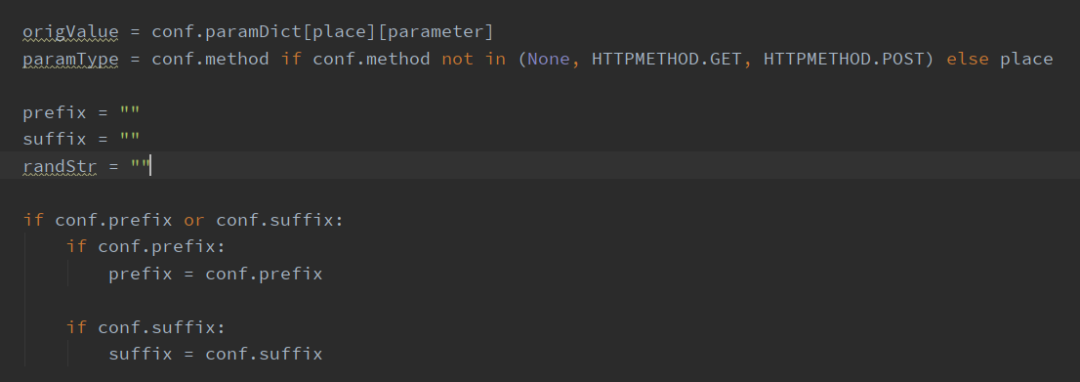 origValue = conf.paramDict[place][parameter]
paramType = conf.method if conf.method not in (None, HTTPMETHOD.GET, HTTPMETHOD.POST) else place
prefix = ""
suffix = ""
randStr = ""
if conf.prefix or conf.suffix:
if conf.prefix:
prefix = conf.prefix
if conf.suffix:
suffix = conf.suffix